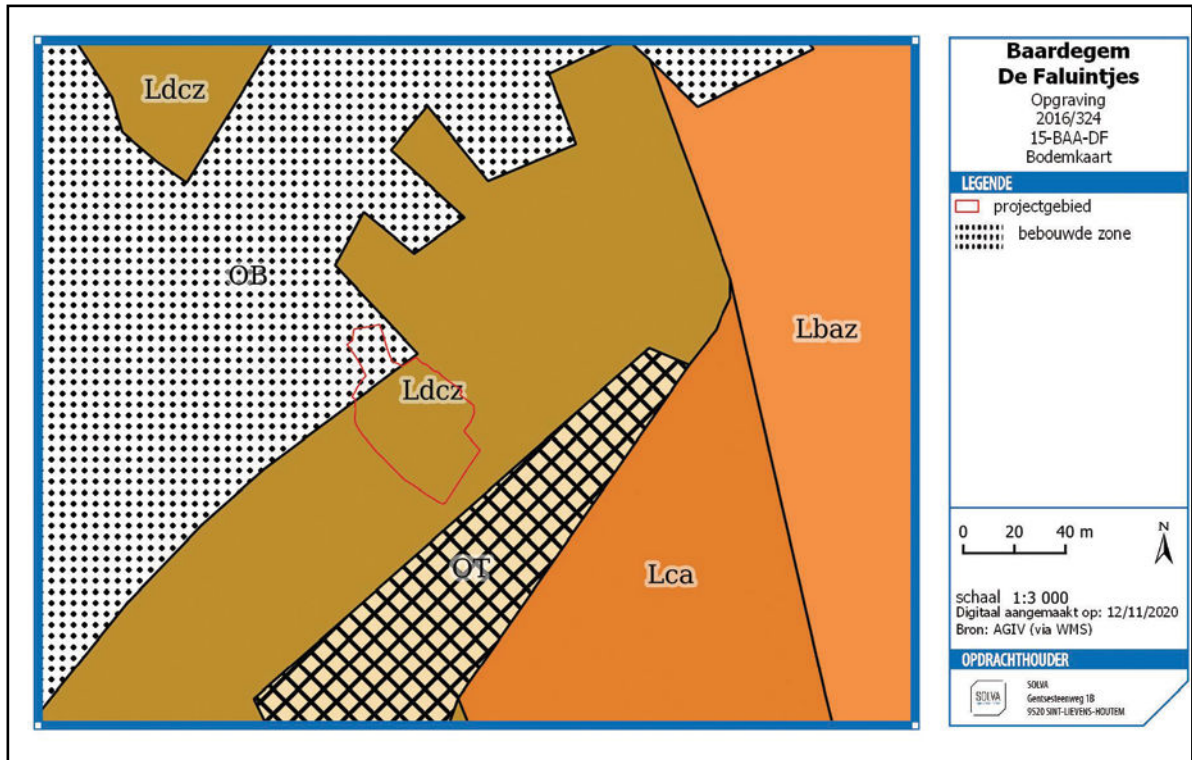 Ldcz
OB
Ldcz
Lbaz
OT
Lca
Baardegem
De Faluintjes
Opgraving
2016/324
15-BAA-DF
Bodemkaart
LEGENDE
projectgebied
bebouwde zone
0 20 40 m
N
schaal 1:3 000
Digitaal aangemaakt op: 12/11/2020
Bron: AGIV (via WMS)
OPDRACHTHOUDER
SOLVA
SOLVA
Gentsesteenweg 1B
9520 SINT-LIEVENS-HOUTEM